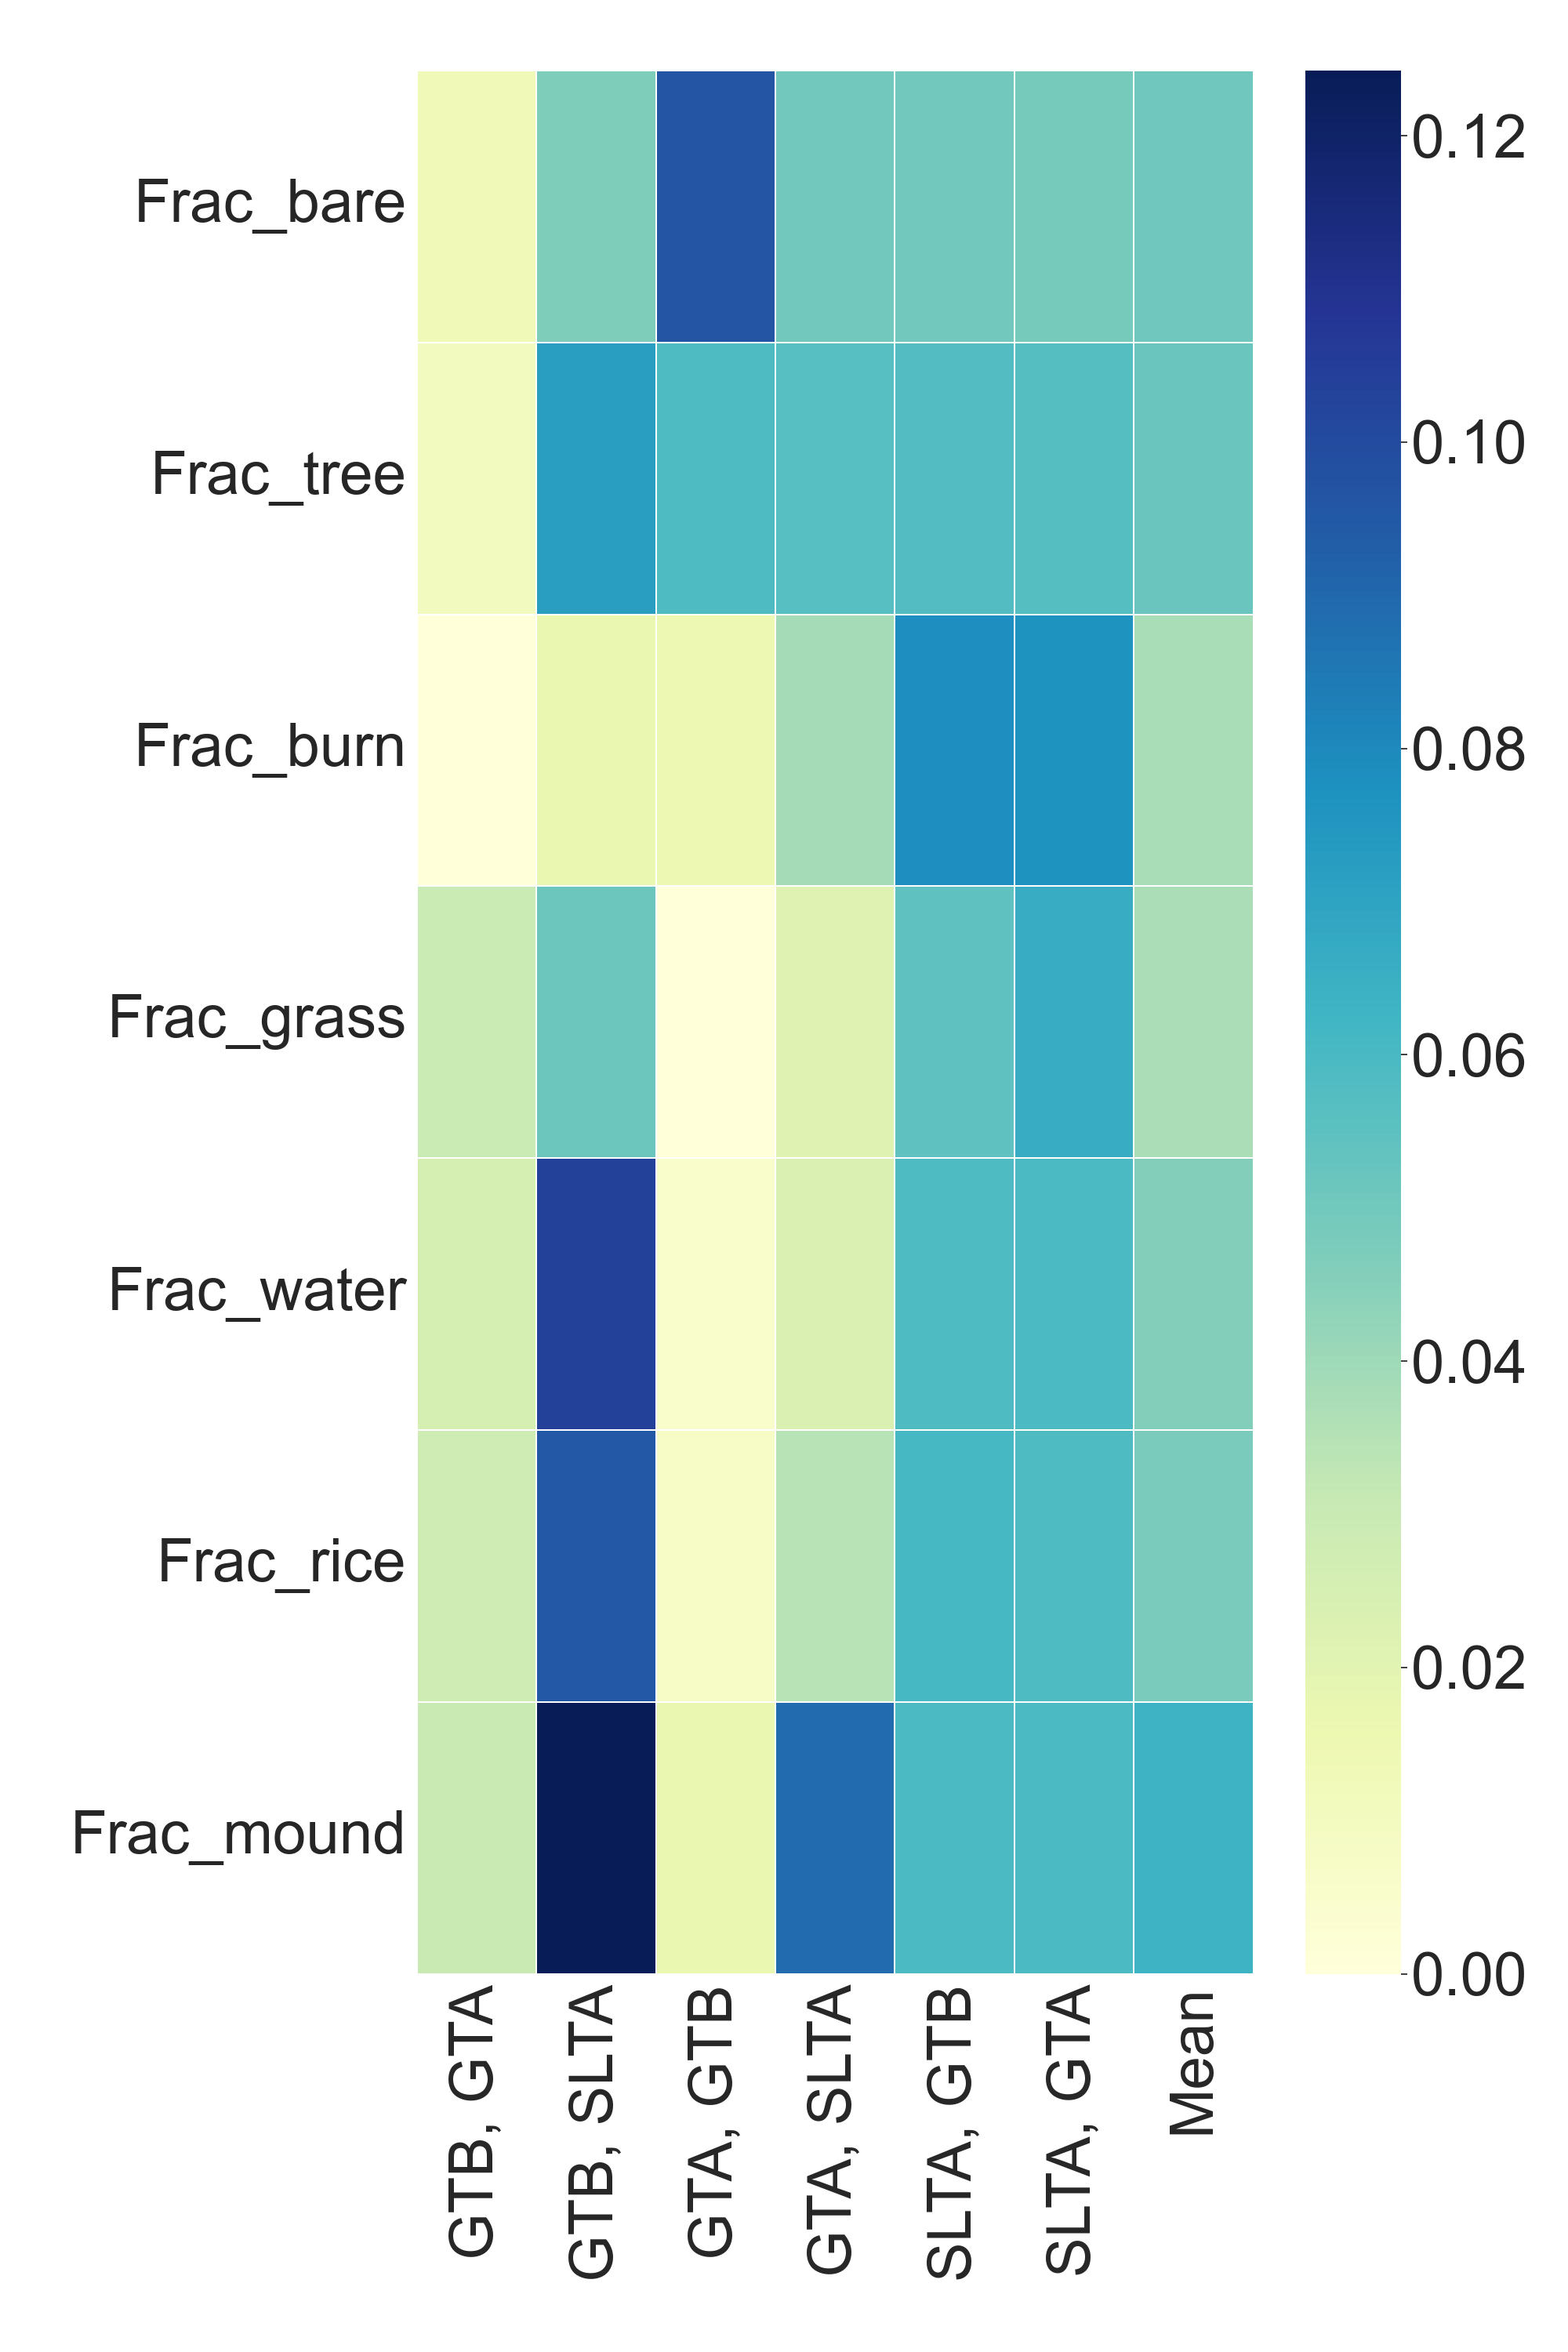 Frac_bare
Frac_tree
Frac_burn
Frac_grass
Frac_water
Frac_rice
Frac_mound
GTB, GTA
GTB, SLTA
GTA, GTB
GTA, SLTA
SLTA, GTB
SLTA, GTA
Mean
0.12
0.10
0.08
0.06
0.04
0.02
0.00